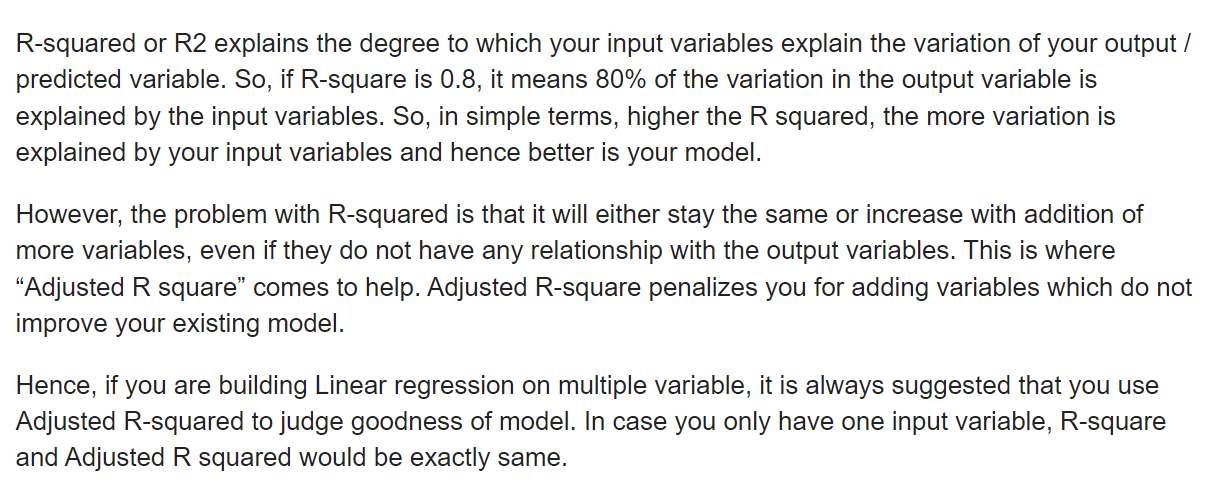 R-squared or R2 explains the degree to which your input variables explain the variation of your output /
predicted variable. So, if R-square is 0.8, it means 80% of the variation in the output variable is
explained by the input variables. So, in simple terms, higher the R squared, the more variation is
explained by your input variables and hence better is your model.
However, the problem with R-squared is that it will either stay the same or increase with addition of
more variables, even if they do not have any relationship with the output variables. This is where
“Adjusted R square” comes to help. Adjusted R-square penalizes you for adding variables which do not
improve your existing model.
Hence, if you are building Linear regression on multiple variable, it is always suggested that you use
Adjusted R-squared to judge goodness of model. In case you only have one input variable, R-square
and Adjusted R squared would be exactly same.